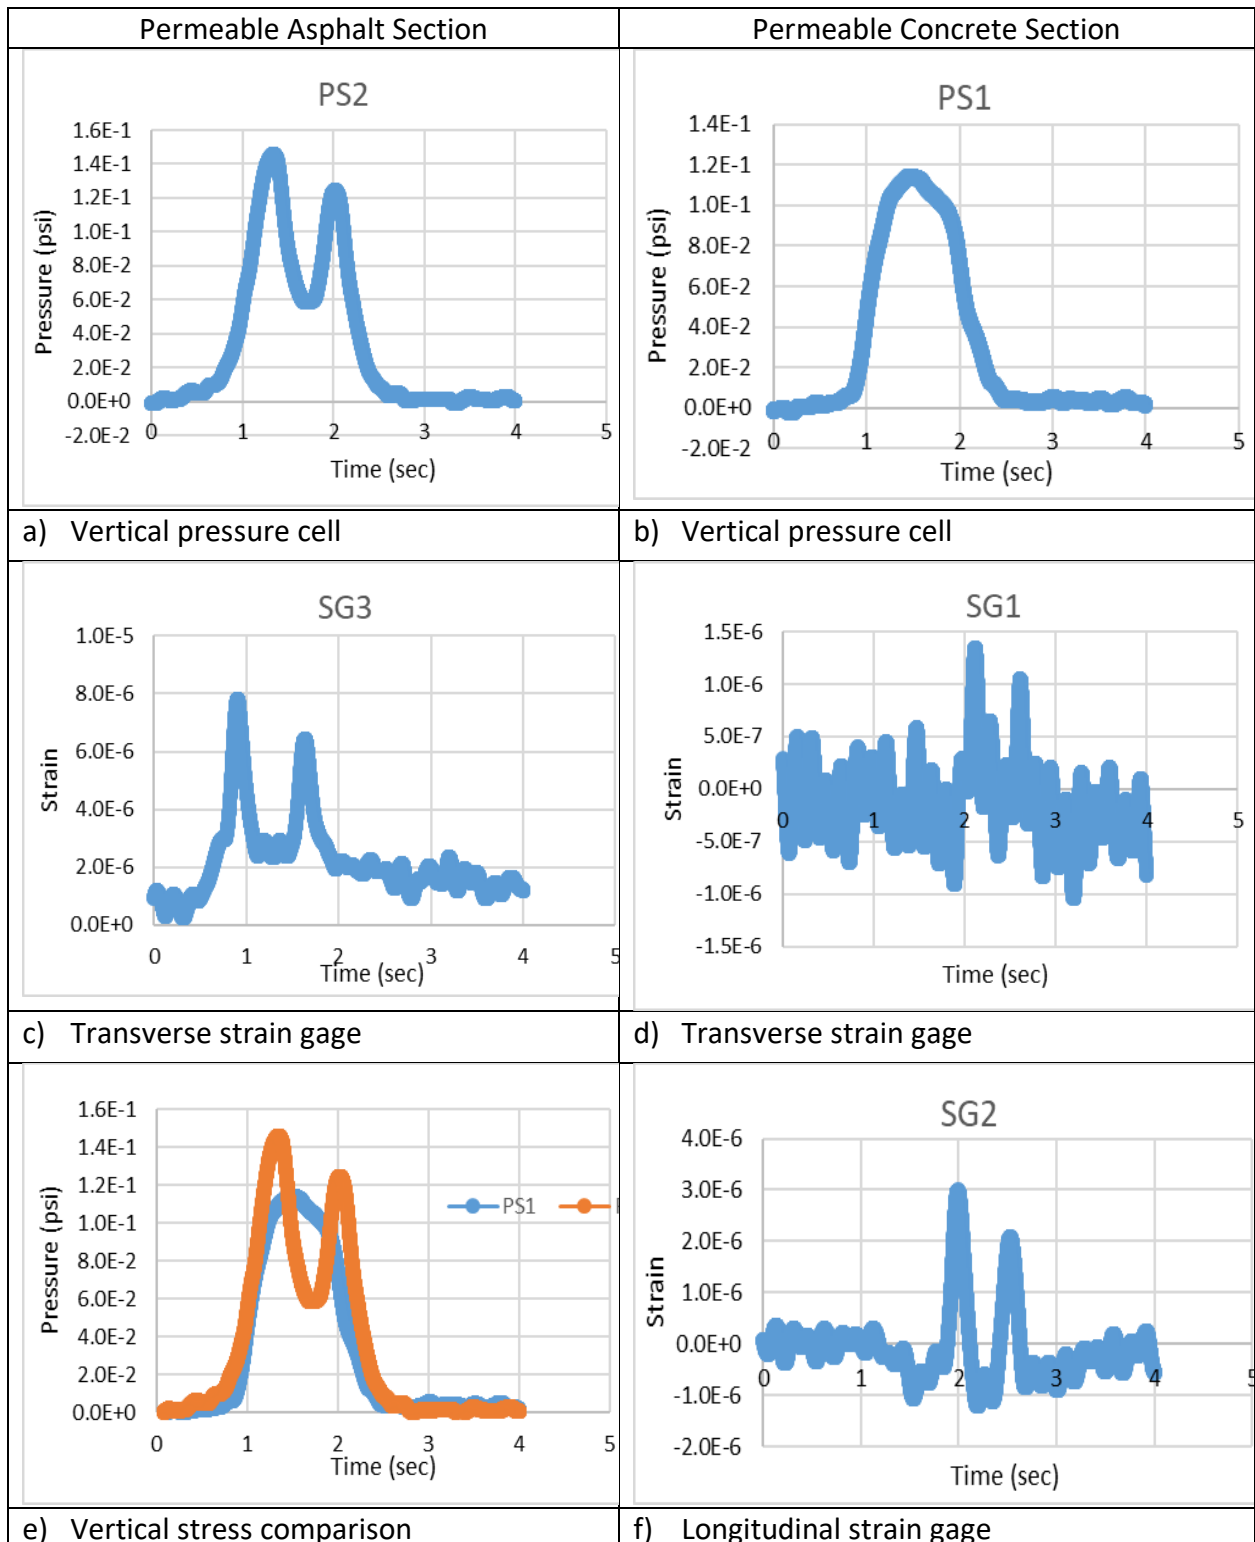 Permeable Asphalt Section
Permeable Concrete Section
PS2
1.6E-1
1.4E-1
1.2E-1
1.0E-1
8.0E-2
6.0E-2
4.0E-2
2.0E-2
0.0E+0
-2.0E-2
0 1 2 3 4 5
Pressure (psi)
Time (sec)
PS1
1.4E-1
1.2E-1
1.0E-1
8.0E-2
6.0E-2
4.0E-2
2.0E-2
0.0E+0
-2.0E-2
0 1 2 3 4 5
Pressure (psi)
Time (sec)
a) Vertical pressure cell
b) Vertical pressure cell
SG3
1.0E-5
8.0E-6
6.0E-6
4.0E-6
2.0E-6
0.0E+0
0 1 2 3 4 5
Strain
Time (sec)
SG1
1.5E-6
1.0E-6
5.0E-7
0.0E+0
-5.0E-7
-1.0E-6
-1.5E-6
0 1 2 3 4 5
Strain
Time (sec)
c) Transverse strain gage
d) Transverse strain gage
1.6E-1
1.4E-1
1.2E-1
1.0E-1
8.0E-2
6.0E-2
4.0E-2
2.0E-2
0.0E+0
0 1 2 3 4 5
Pressure (psi)
Time (sec)
PS1
SG2
4.0E-6
3.0E-6
2.0E-6
1.0E-6
0.0E+0
-1.0E-6
-2.0E-6
0 1 2 3 4 5
Strain
Time (sec)
e) Vertical stress comparison
f) Longitudinal strain gage